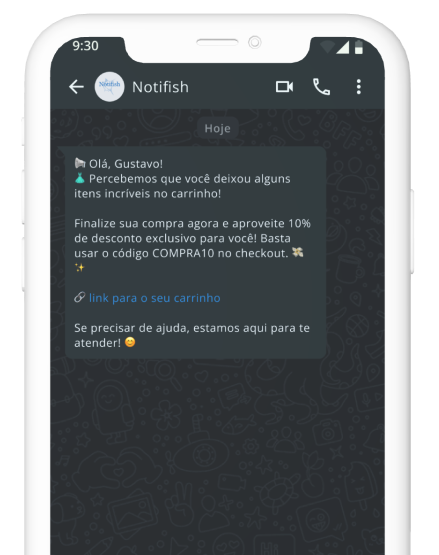 9:30
Notifish
Notifish
Hoje
Olá, Gustavo!
Percebemos que você deixou alguns
itens incríveis no carrinho!
Finalize sua compra agora e aproveite 10%
de desconto exclusivo para você! Basta
usar o código COMPRA10 no checkout. 💸
✨
🔗 link para o seu carrinho
Se precisar de ajuda, estamos aqui para te
atender! 😊